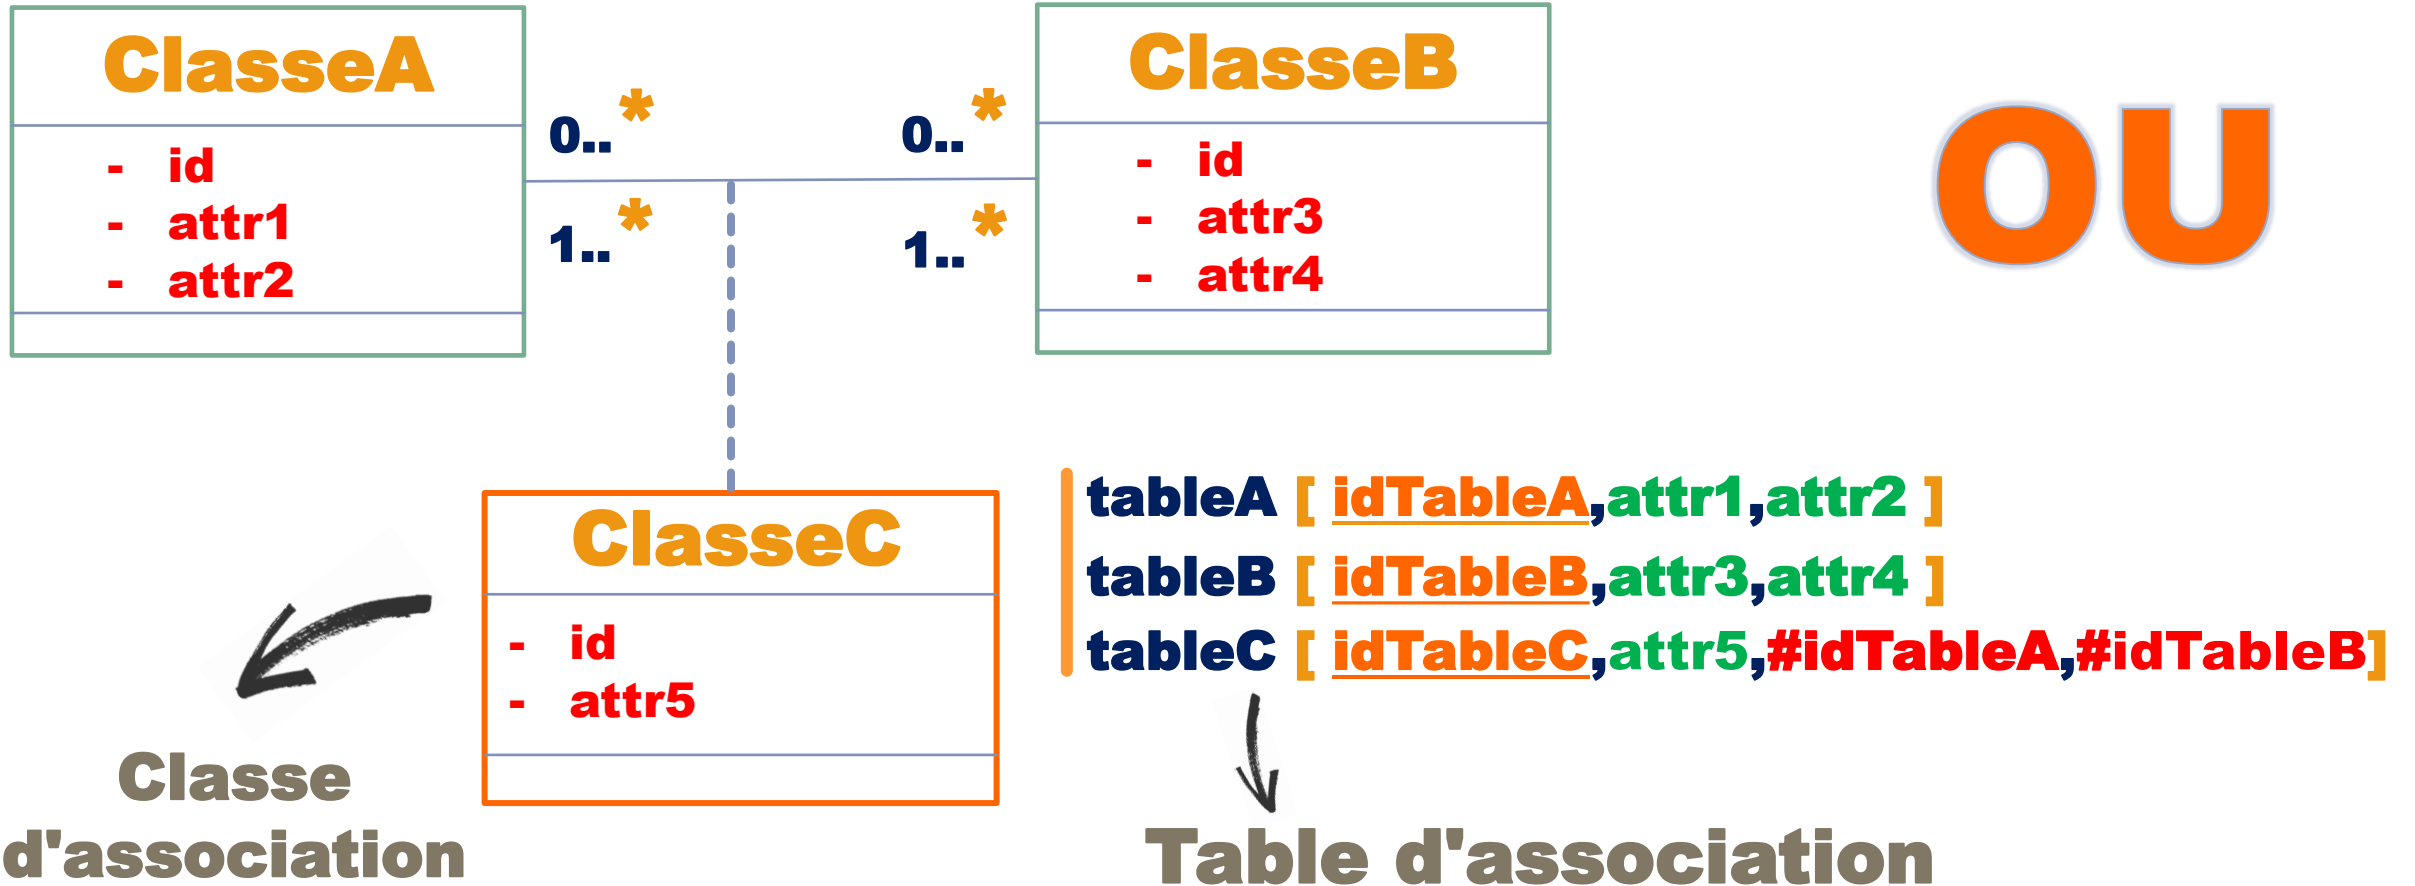 ClasseA
- id
- attr1
- attr2
0..*
1..*
0..*
1..*
ClasseB
- id
- attr3
- attr4
OU
ClasseC
- id
- attr5
Classe
d'association
tableA [ idTableA,attr1,attr2 ]
tableB [ idTableB,attr3,attr4 ]
tableC [ idTableC,attr5,#idTableA,#idTableB]
Table d'association